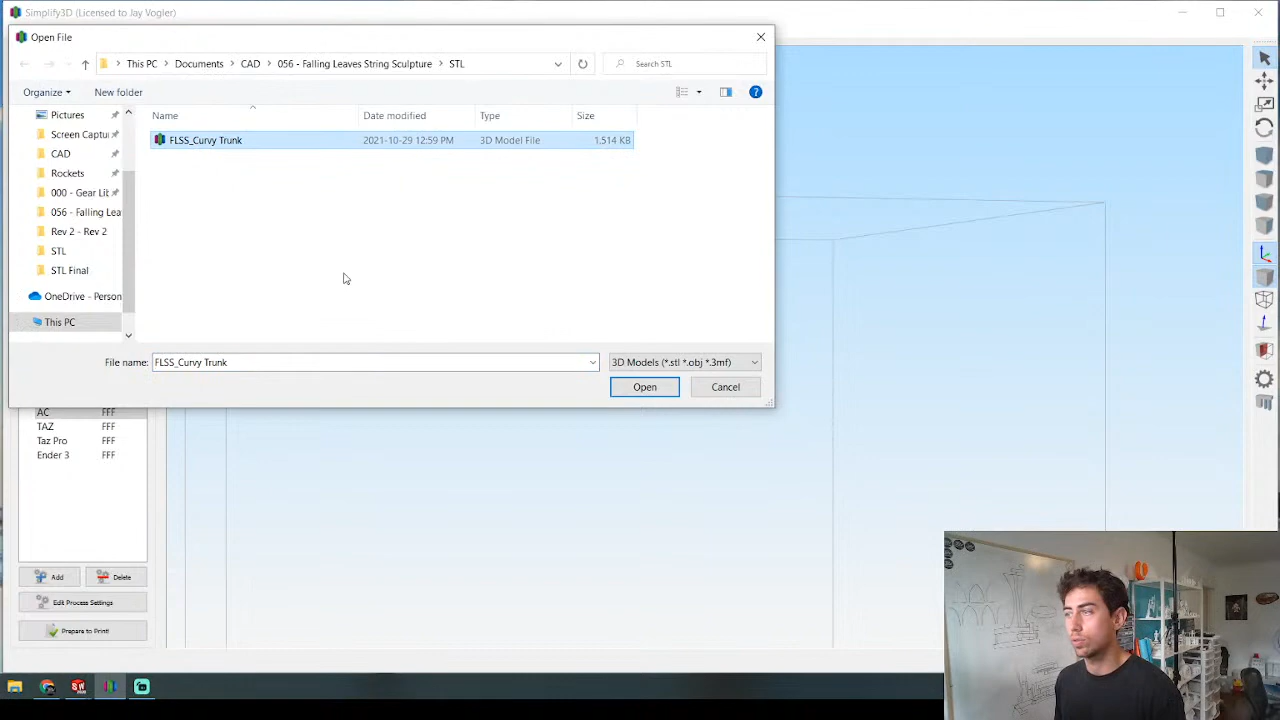 Simplify3D (Licensed to Jay Vogler)
Open File
This PC > Documents > CAD > 056 - Falling Leaves String Sculpture > STL
Search STL
Organize
New folder
Name
Date modified
Type
Size
FLSS_Curvy Trunk
2021-10-29 12:59 PM
3D Model File
1,514 KB
Pictures
Screen Captu
CAD
Rockets
000 - Gear Lib
056 - Falling Lea
Rev 2 - Rev 2
STL
STL Final
OneDrive - Person
This PC
File name:
FLSS_Curvy Trunk
3D Models (*.stl *.obj *.3mf)
Open
Cancel
AC FFF
TAZ FFF
Taz Pro FFF
Ender 3 FFF
Add
Delete
Edit Process Settings
Prepare to Print!